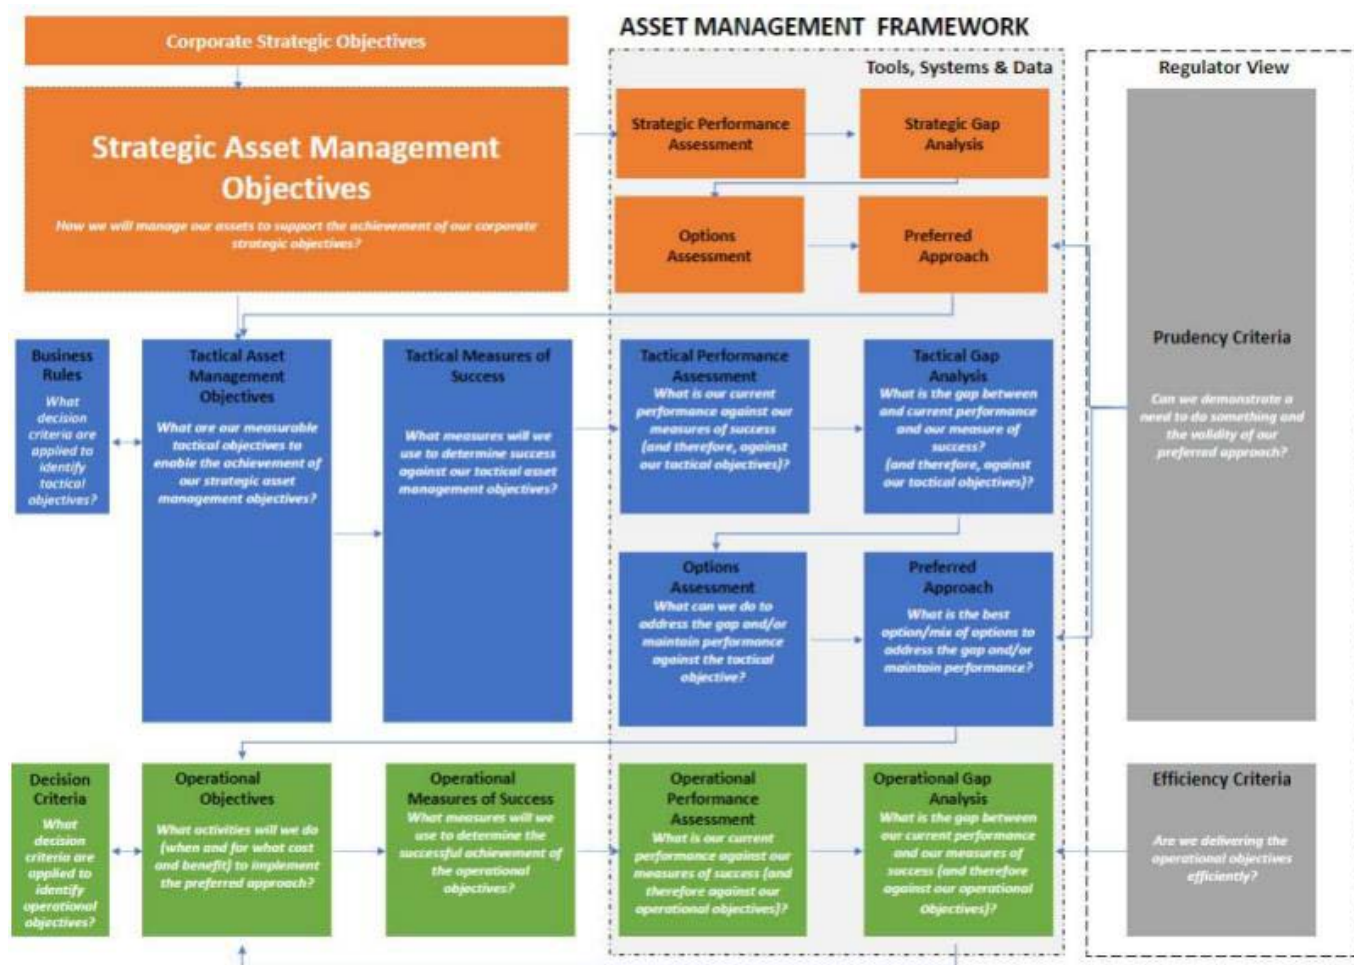 ASSET MANAGEMENT FRAMEWORK
Corporate Strategic Objectives
Tools, Systems & Data
Regulator View
Strategic Asset Management
Objectives
How we will manage our assets to support the achievement of our corporate
strategic objectives?
Strategic Performance
Assessment
Strategic Gap
Analysis
Options
Assessment
Preferred
Approach
Prudency Criteria
Can we demonstrate a
need to do something and
the validity of our
preferred approach?
Business
Rules
What
decision
criteria are
applied to
identify
tactical
objectives?
Tactical Asset
Management
Objectives
What are our measurable
tactical objectives to
enable the achievement of
our strategic asset
management objectives?
Tactical Measures of
Success
What measures will we
use to determine success
against our tactical asset
management objectives?
Tactical Performance
Assessment
What is our current
performance against our
measures of success
(and therefore, against
our tactical objectives)?
Tactical Gap
Analysis
What is the gap between
and current performance
and our measure of
success?
(and therefore, against
our tactical objectives)?
Options
Assessment
What can we do to
address the gap and/or
maintain performance
against the tactical
objective?
Preferred
Approach
What is the best
option/mix of options to
address the gap and/or
maintain performance?
Decision
Criteria
What
decision
criteria are
applied to
identify
operational
objectives?
Operational
Objectives
What activities will we do
(when and for what cost
and benefit) to implement
the preferred approach?
Operational
Measures of Success
What measures will we
use to determine the
successful achievement of
the operational
objectives?
Operational
Performance
Assessment
What is our current
performance against our
measures of success (and
therefore against our
operational objectives)?
Operational Gap
Analysis
What is the gap between
our current performance
and our measures of
success (and therefore
against our operational
Objectives)?
Efficiency Criteria
Are we delivering the
operational objectives
efficiently?